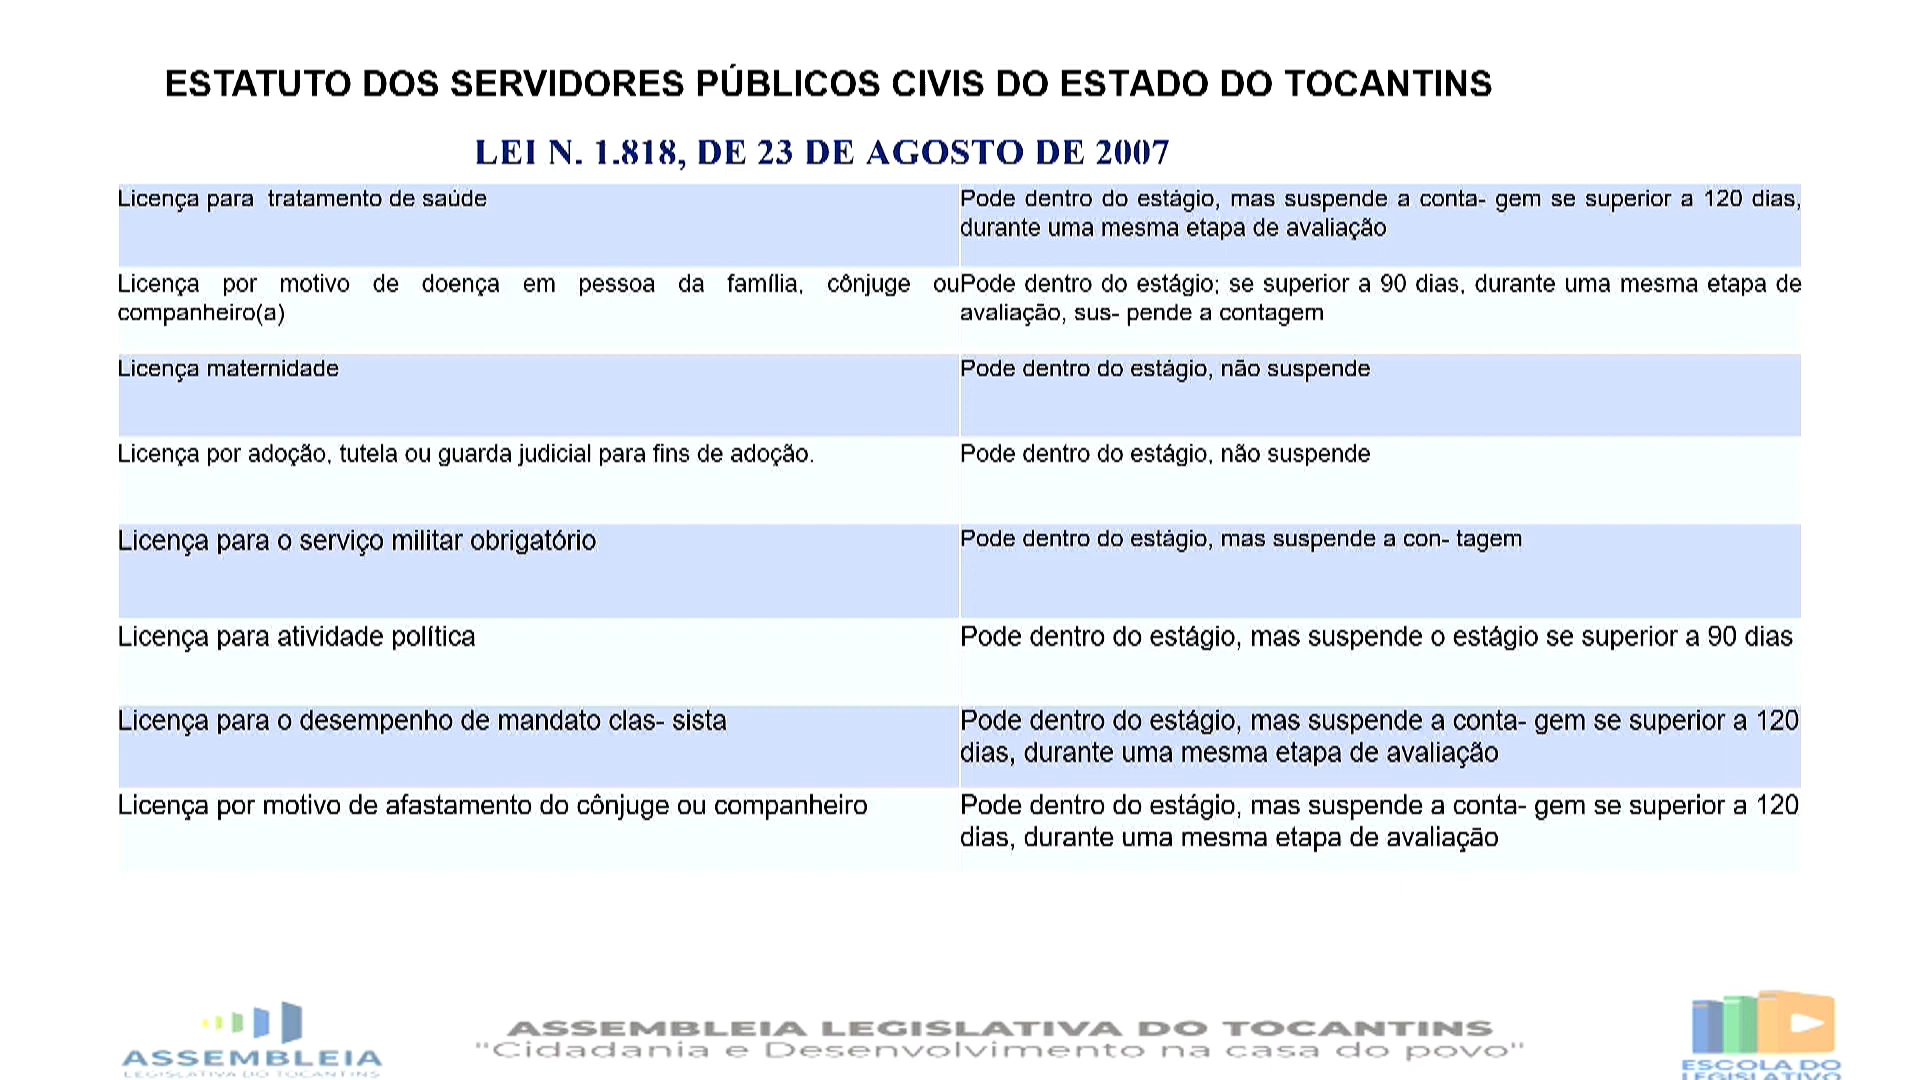 ESTATUTO DOS SERVIDORES PÚBLICOS CIVIS DO ESTADO DO TOCANTINS
LEI N. 1.818, DE 23 DE AGOSTO DE 2007
Licença para tratamento de saúde
Pode dentro do estágio, mas suspende a conta- gem se superior a 120 dias,
durante uma mesma etapa de avaliação
Licença por motivo de doença em pessoa da família, cônjuge ou
companheiro(a)
Pode dentro do estágio; se superior a 90 dias, durante uma mesma etapa de
avaliação, sus- pende a contagem
Licença maternidade
Pode dentro do estágio, não suspende
Licença por adoção, tutela ou guarda judicial para fins de adoção.
Pode dentro do estágio, não suspende
Licença para o serviço militar obrigatório
Pode dentro do estágio, mas suspende a con- tagem
Licença para atividade política
Pode dentro do estágio, mas suspende o estágio se superior a 90 dias
Licença para o desempenho de mandato clas- sista
Pode dentro do estágio, mas suspende a conta- gem se superior a 120
dias, durante uma mesma etapa de avaliação
Licença por motivo de afastamento do cônjuge ou companheiro
Pode dentro do estágio, mas suspende a conta- gem se superior a 120
dias, durante uma mesma etapa de avaliação
ASSEMBLEIA
LEGISLATIVA DO TOCANTINS
ASSEMBLEIA LEGISLATIVA DO TOCANTINS
"Cidadania e Desenvolvimento na casa do povo"
ESCOLA DO
LEGISLATIVO